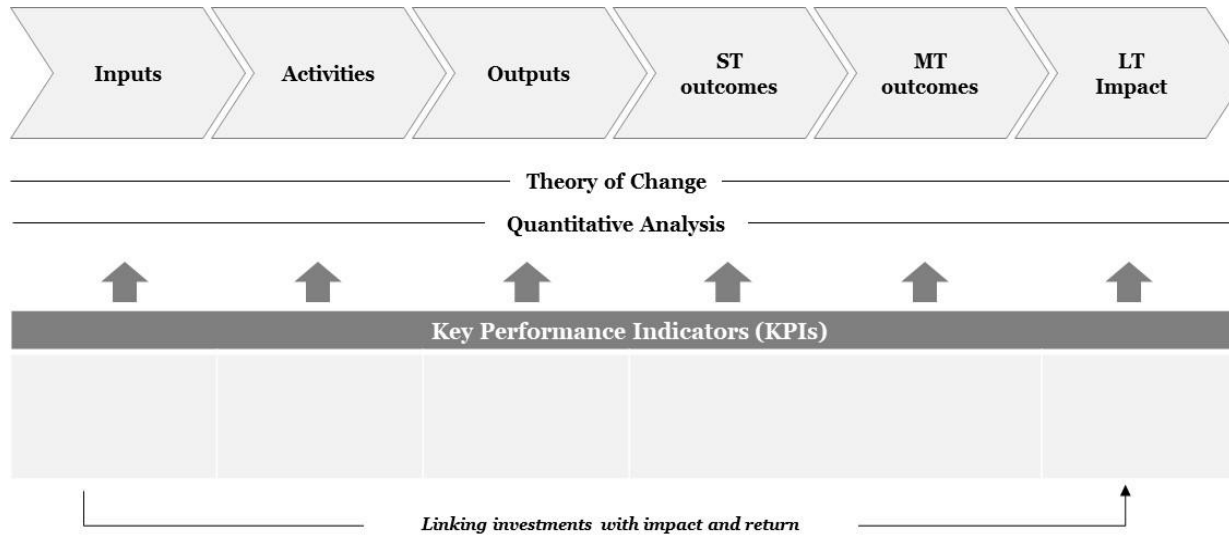 Inputs
Activities
Outputs
ST
outcomes
MT
outcomes
LT
Impact
Theory of Change
Quantitative Analysis
Key Performance Indicators (KPIs)
Linking investments with impact and return